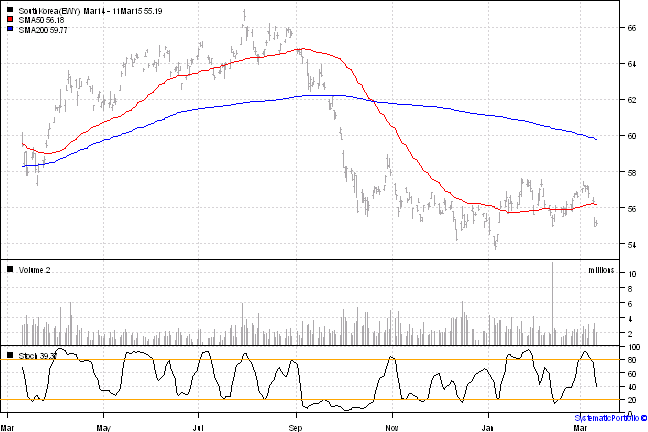 SouthKorea(EWY) Mar14 - 11Mar15 55.19
SMA50 56.18
SMA200 59.77
66
64
62
60
58
56
54
Volume 2
millions
10
8
6
4
2
Stoch 39.37
100
80
60
40
20
0
Mar May Jul Sep Nov Jan Mar
SystematicPortfolio ©